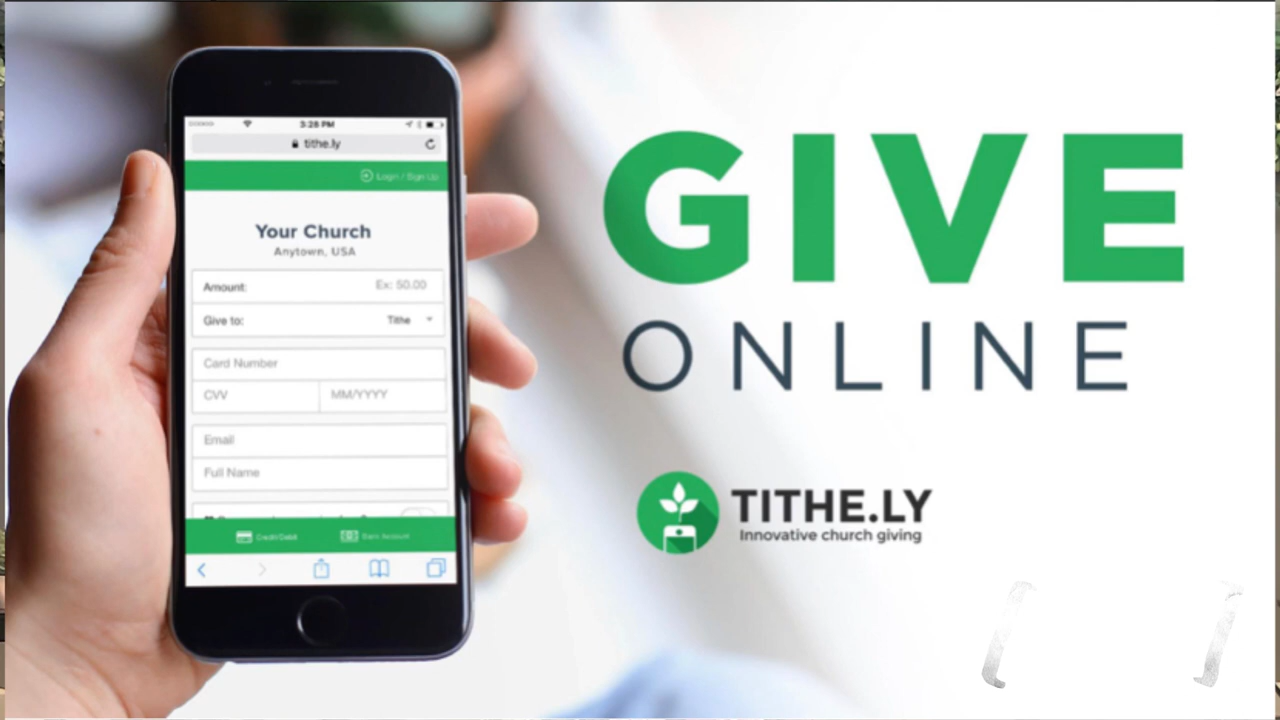 3:28 PM
tithe.ly
Login / Sign Up
Your Church
Anytown, USA
Amount: Ex: 50.00
Give to: Tithe
Card Number
CVV MM/YYYY
Email
Full Name
Credit/Debit Bank Account
GIVE
ONLINE
TITHE.LY
Innovative church giving